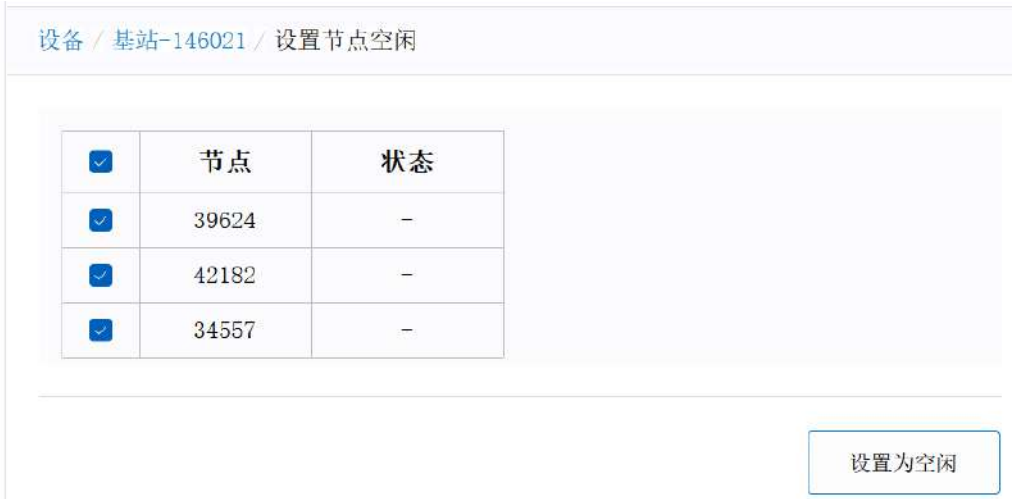 设备 / 基站-146021 / 设置节点空闲
节点 状态
39624 -
42182 -
34557 -
设置为空闲